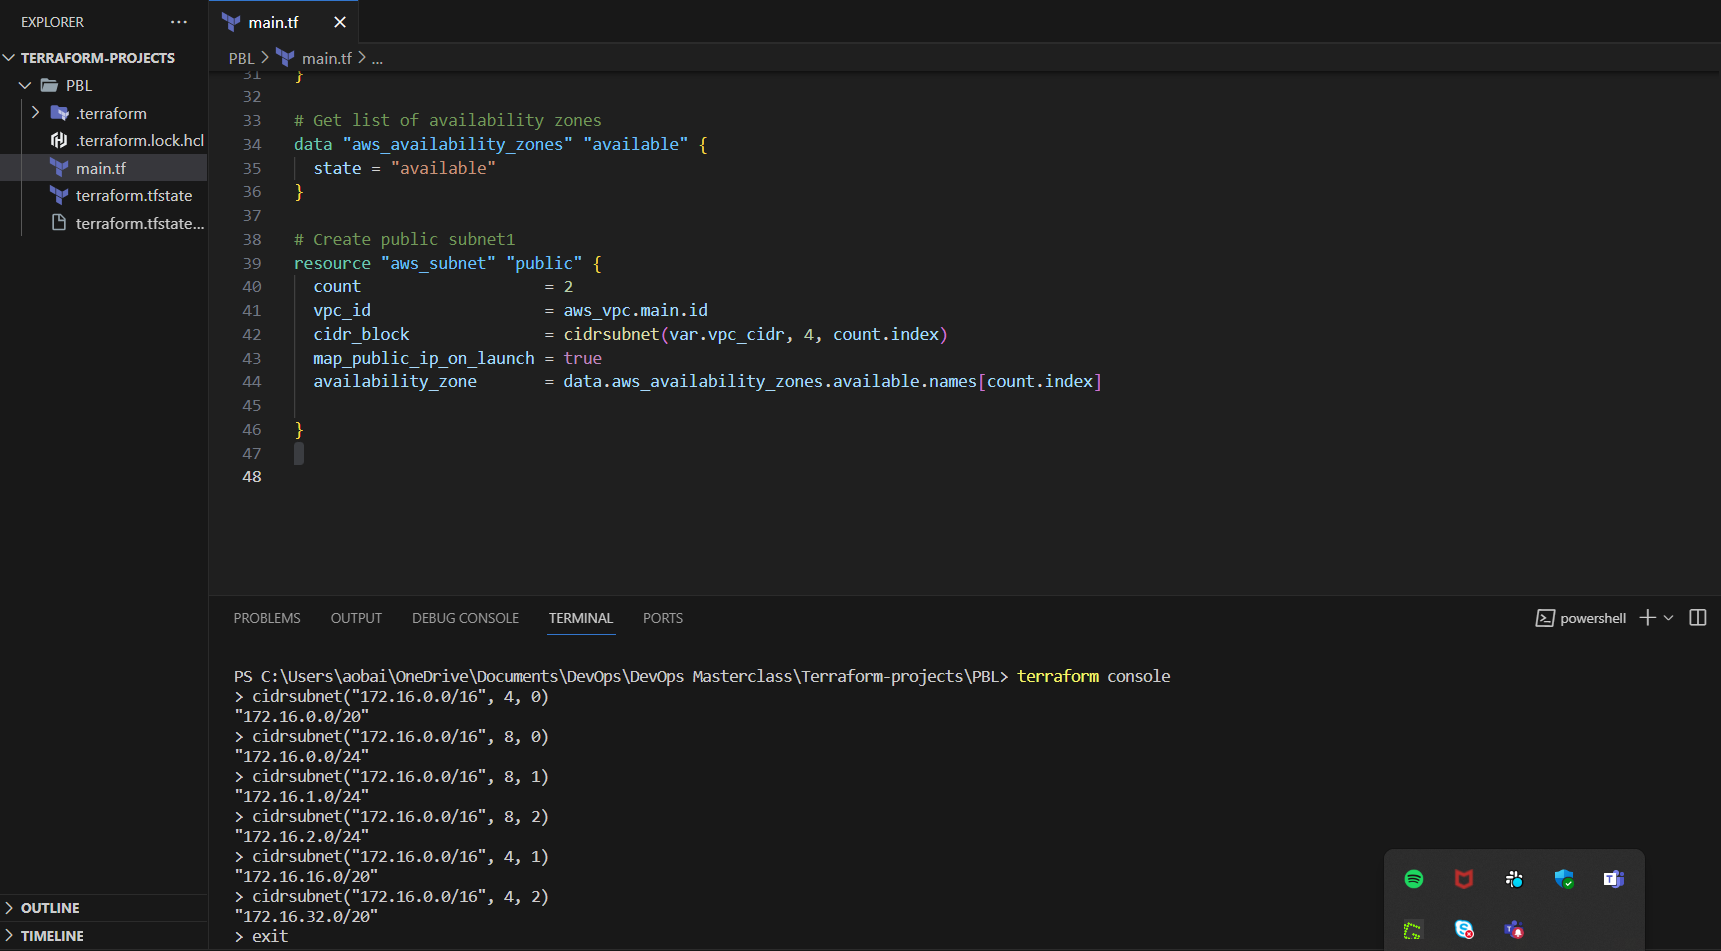 EXPLORER
TERRAFORM-PROJECTS
PBL
.terraform
.terraform.lock.hcl
main.tf
terraform.tfstate
terraform.tfstate...
OUTLINE
TIMELINE
main.tf
PBL > main.tf > ...
31 }
32
33 # Get list of availability zones
34 data "aws_availability_zones" "available" {
35   state = "available"
36 }
37
38 # Create public subnet1
39 resource "aws_subnet" "public" {
40   count                   = 2
41   vpc_id                  = aws_vpc.main.id
42   cidr_block              = cidrsubnet(var.vpc_cidr, 4, count.index)
43   map_public_ip_on_launch = true
44   availability_zone       = data.aws_availability_zones.available.names[count.index]
45
46 }
47
48
PROBLEMS OUTPUT DEBUG CONSOLE TERMINAL PORTS
powershell
PS C:\Users\aobai\OneDrive\Documents\DevOps\DevOps Masterclass\Terraform-projects\PBL> terraform console
> cidrsubnet("172.16.0.0/16", 4, 0)
"172.16.0.0/20"
> cidrsubnet("172.16.0.0/16", 8, 0)
"172.16.0.0/24"
> cidrsubnet("172.16.0.0/16", 8, 1)
"172.16.1.0/24"
> cidrsubnet("172.16.0.0/16", 8, 2)
"172.16.2.0/24"
> cidrsubnet("172.16.0.0/16", 4, 1)
"172.16.16.0/20"
> cidrsubnet("172.16.0.0/16", 4, 2)
"172.16.32.0/20"
> exit